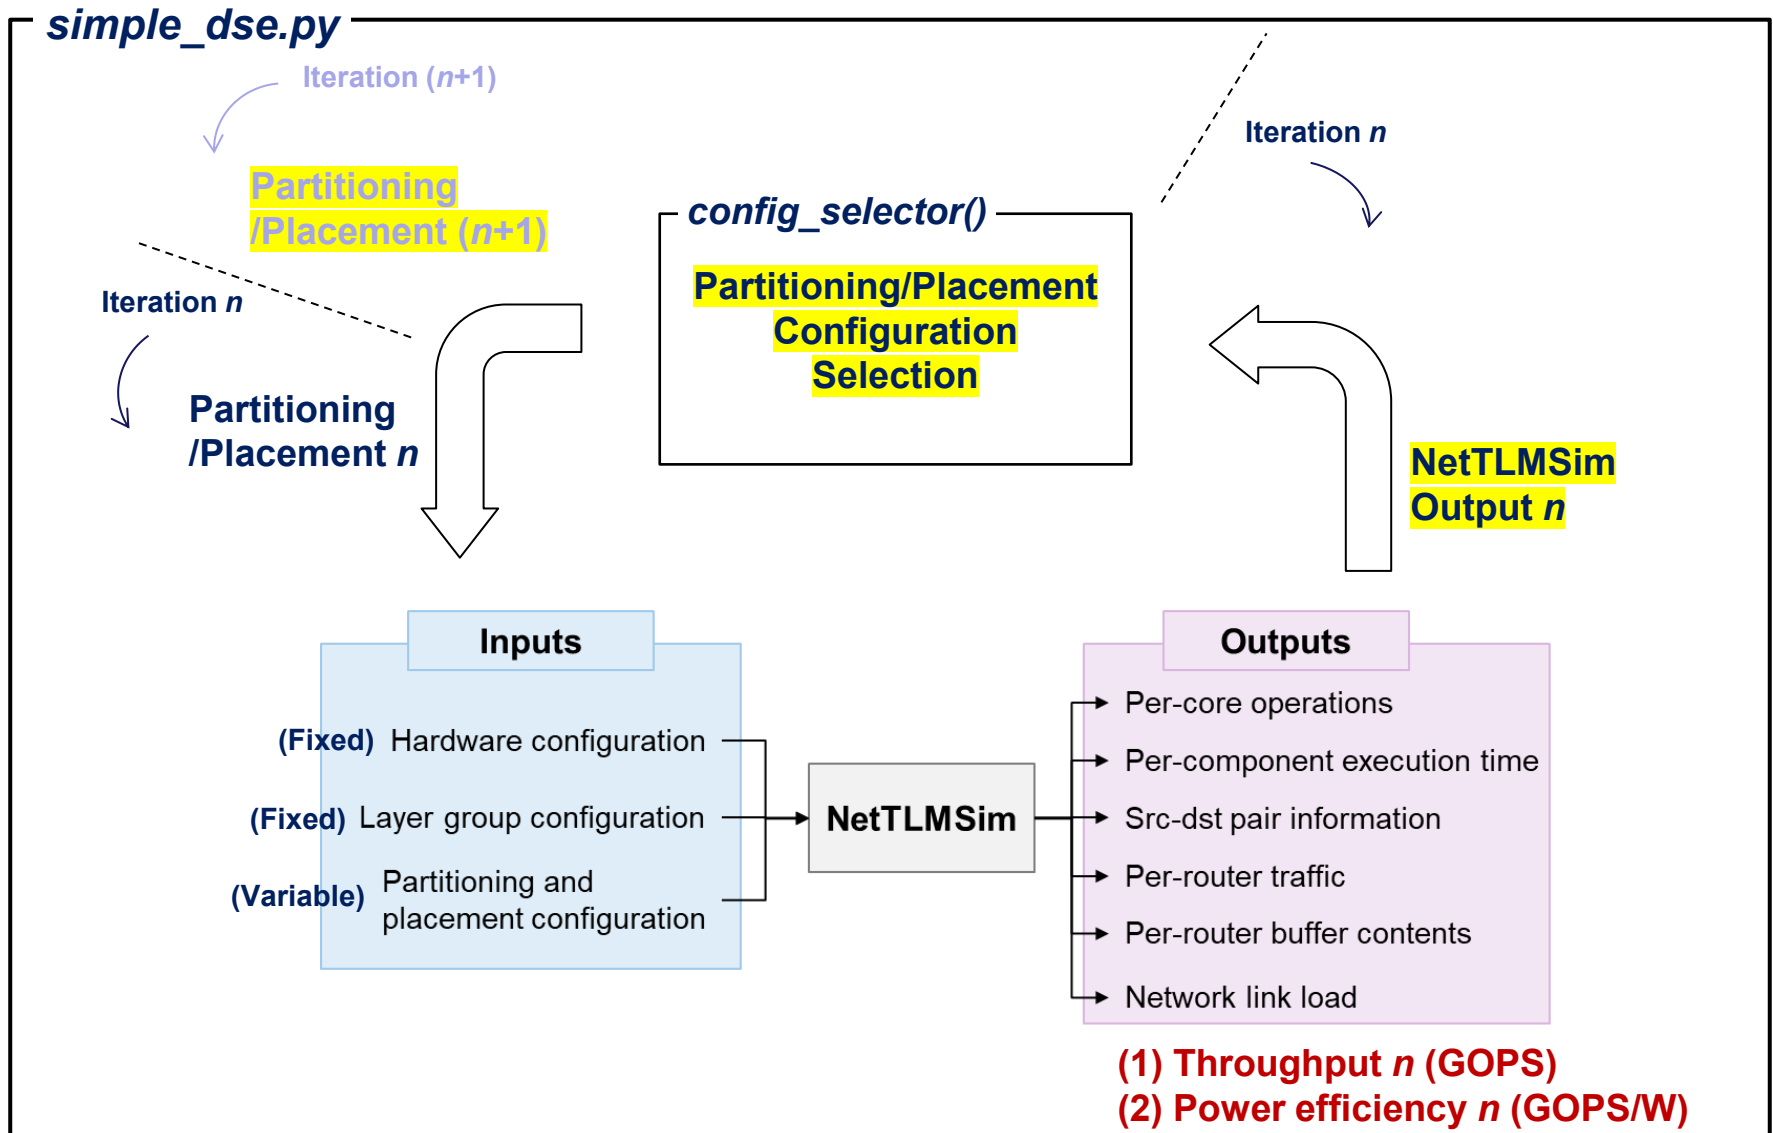 simple_dse.py
Iteration (n+1)
Iteration n
Partitioning
/Placement (n+1)
config_selector()
Partitioning/Placement
Configuration
Selection
Iteration n
Partitioning
/Placement n
NetTLMSim
Output n
Inputs
(Fixed) Hardware configuration
(Fixed) Layer group configuration
(Variable) Partitioning and
placement configuration
NetTLMSim
Outputs
Per-core operations
Per-component execution time
Src-dst pair information
Per-router traffic
Per-router buffer contents
Network link load
(1) Throughput n (GOPS)
(2) Power efficiency n (GOPS/W)